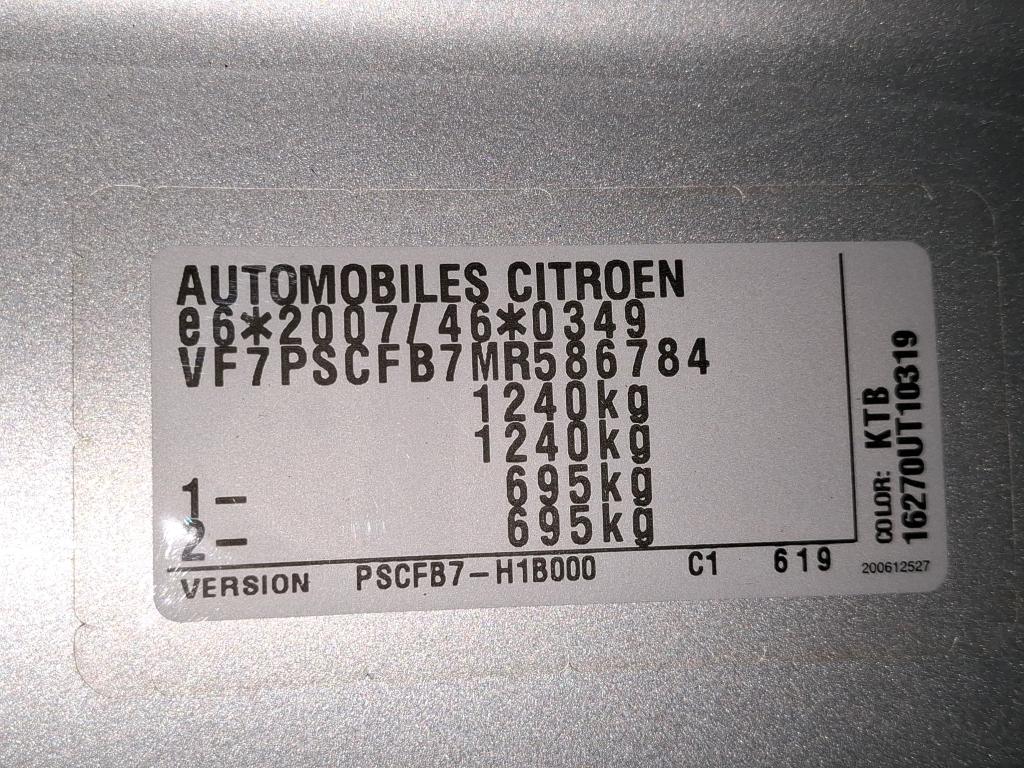 AUTOMOBILES CITROEN
e6*2007/46*0349
VF7PSCFB7MR586784
1240kg
1240kg
1- 695kg
2- 695kg
VERSION PSCFB7-H1B000 C1 619
COLOR: KTB
16270UT10319
200612527